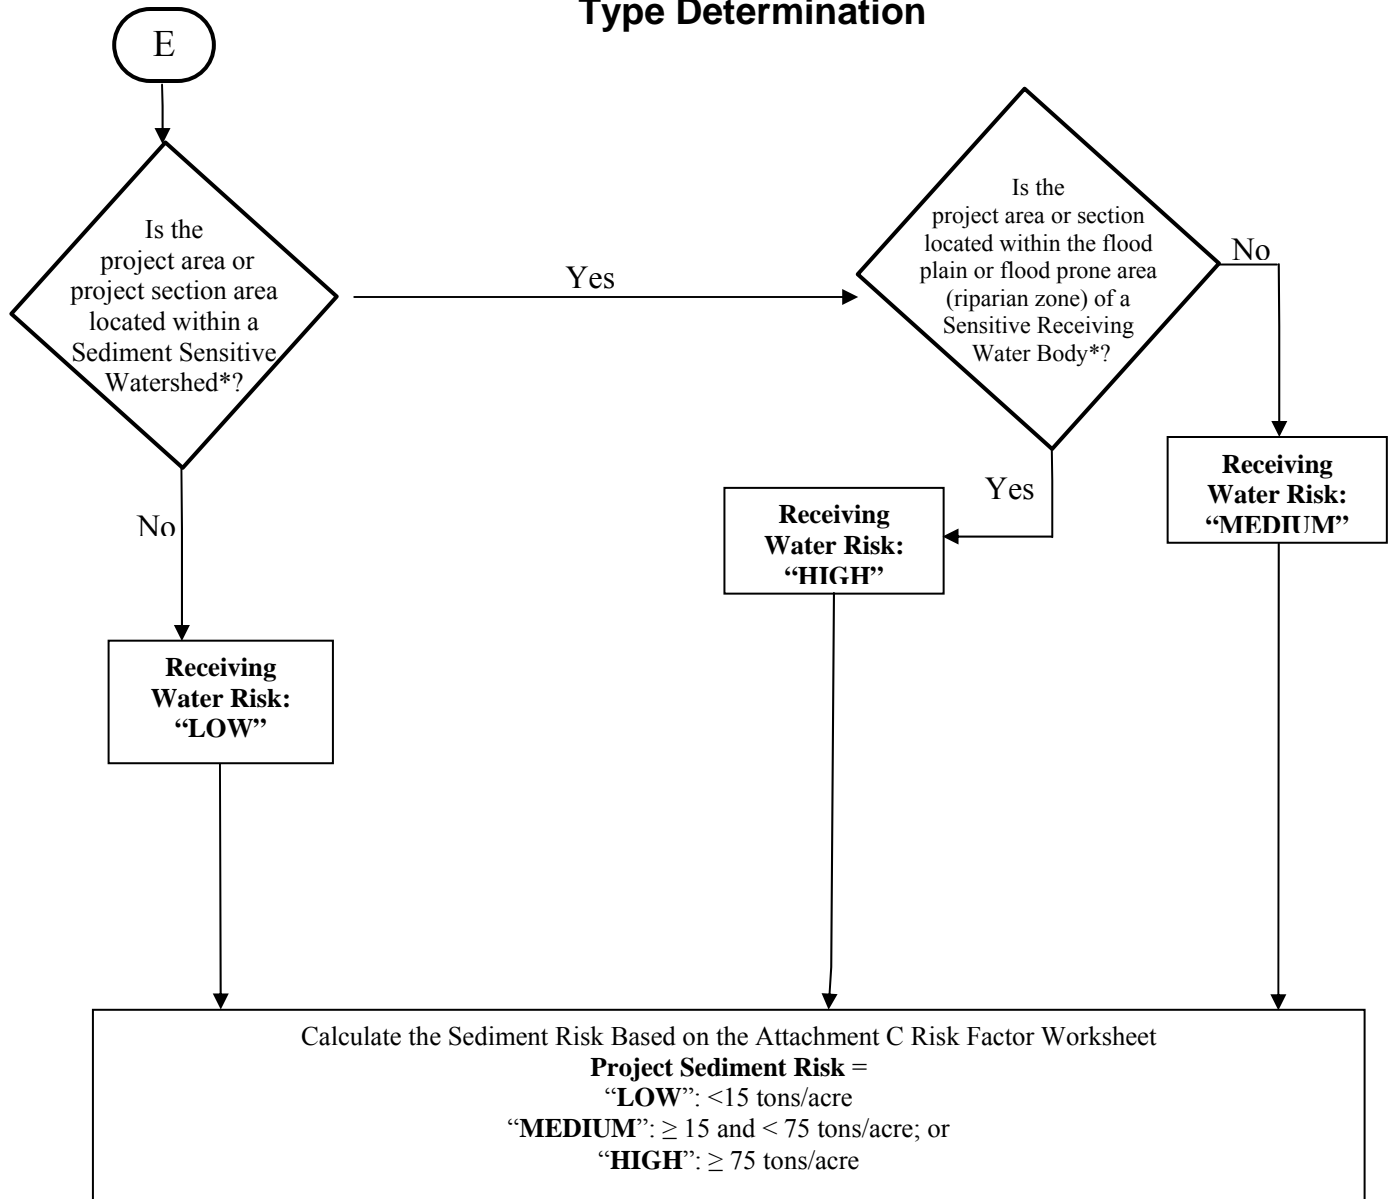 Type Determination
E
Is the
project area or
project section area
located within a
Sediment Sensitive
Watershed*?
Yes
Is the
project area or section
located within the flood
plain or flood prone area
(riparian zone) of a
Sensitive Receiving
Water Body*?
No
Receiving
Water Risk:
“MEDIUM”
Yes
Receiving
Water Risk:
“HIGH”
No
Receiving
Water Risk:
“LOW”
Calculate the Sediment Risk Based on the Attachment C Risk Factor Worksheet
Project Sediment Risk =
“LOW”: <15 tons/acre
“MEDIUM”: ≥ 15 and < 75 tons/acre; or
“HIGH”: ≥ 75 tons/acre